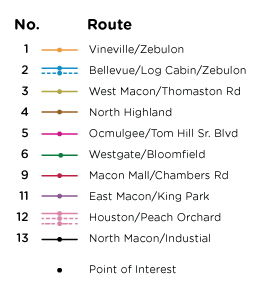 No. Route
1 Vineville/Zebulon
2 Bellevue/Log Cabin/Zebulon
3 West Macon/Thomaston Rd
4 North Highland
5 Ocmulgee/Tom Hill Sr. Blvd
6 Westgate/Bloomfield
9 Macon Mall/Chambers Rd
11 East Macon/King Park
12 Houston/Peach Orchard
13 North Macon/Industial
Point of Interest